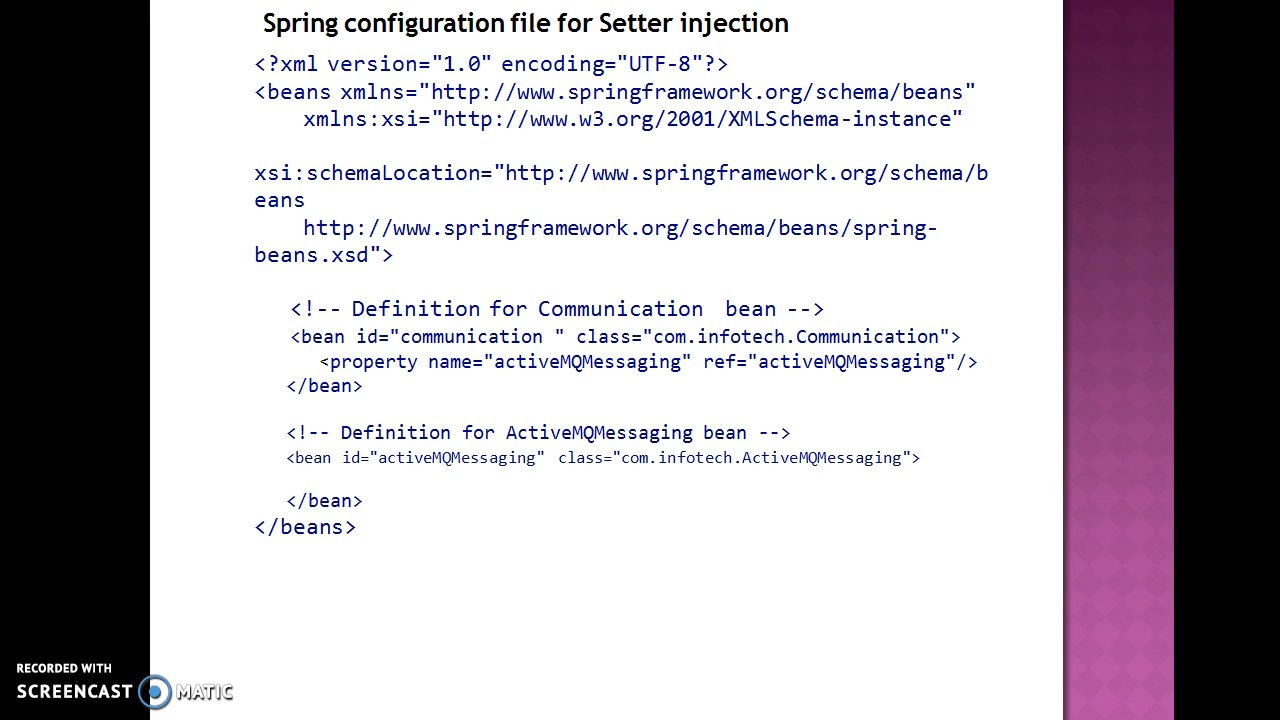 Spring configuration file for Setter injection
<?xml version="1.0" encoding="UTF-8"?>
<beans xmlns="http://www.springframework.org/schema/beans"
xmlns:xsi="http://www.w3.org/2001/XMLSchema-instance"
xsi:schemaLocation="http://www.springframework.org/schema/b
eans
http://www.springframework.org/schema/beans/spring-
beans.xsd">
<!-- Definition for Communication  bean -->
<bean id="communication " class="com.infotech.Communication">
<property name="activeMQMessaging" ref="activeMQMessaging"/>
</bean>
<!-- Definition for ActiveMQMessaging bean -->
<bean id="activeMQMessaging" class="com.infotech.ActiveMQMessaging">
</bean>
</beans>
RECORDED WITH
SCREENCAST MATIC